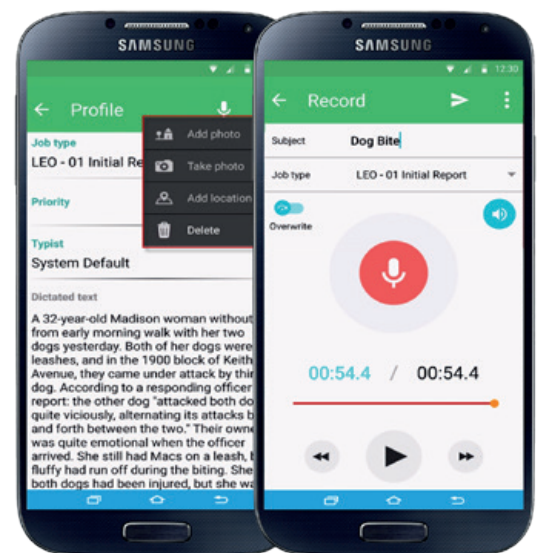 SAMSUNG
Profile
Add photo
Take photo
Add location
Delete
Job type
LEO - 01 Initial Re
Priority
Typist
System Default
Dictated text
A 32-year-old Madison woman without
from early morning walk with her two
dogs yesterday. Both of her dogs were
leashes, and in the 1900 block of Keith
Avenue, they came under attack by thir
dog. According to a responding officer
report: the other dog "attacked both do
quite viciously, alternating its attacks b
and forth between the two." Their owne
was quite emotional when the officer
arrived. She still had Macs on a leash, b
fluffy had run off during the biting. She
both dogs had been injured, but she wa
SAMSUNG
12:30
Record
Subject
Dog Bite
Job type
LEO - 01 Initial Report
Overwrite
00:54.4 / 00:54.4